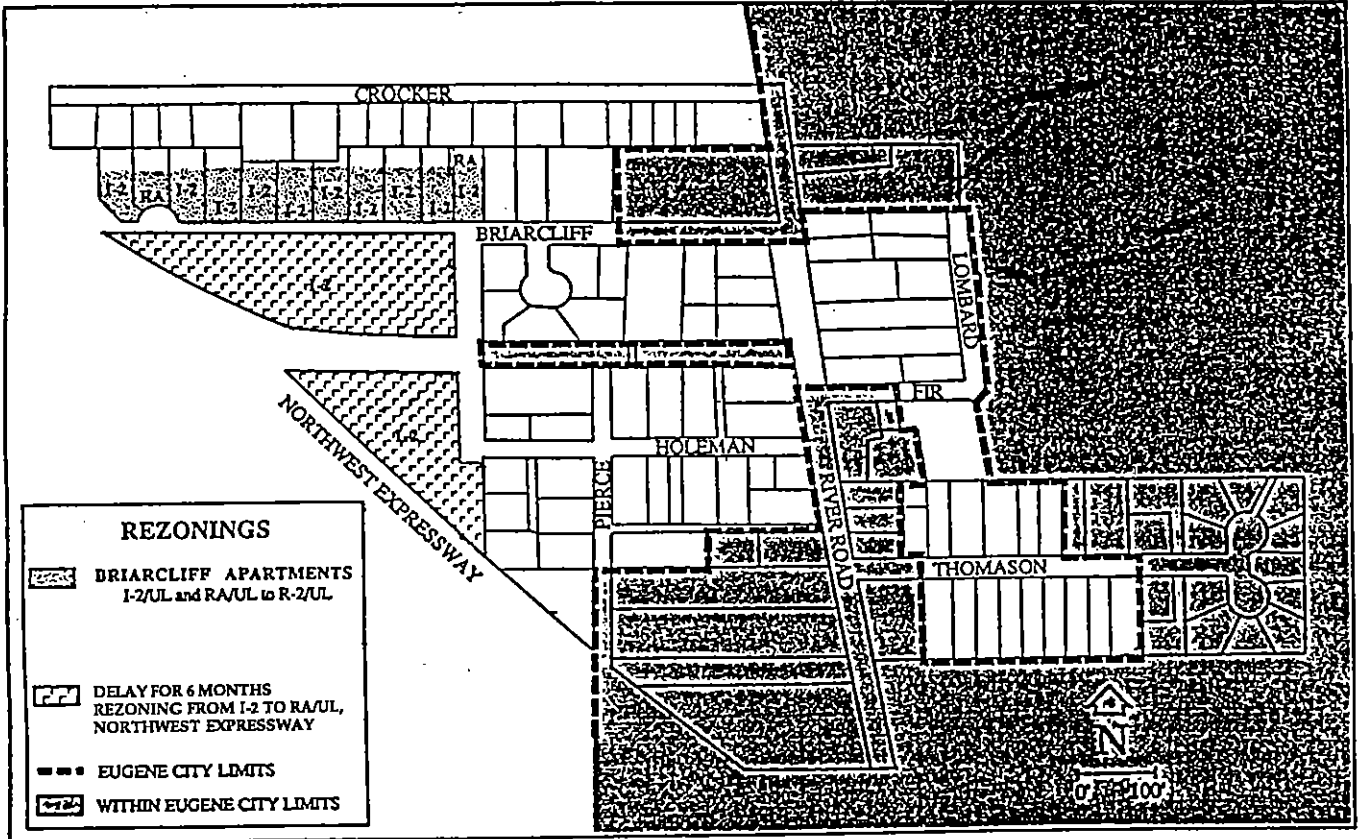 CROCKER
RA
I-2
RA
I-2
I-2
I-2
I-2
I-2
I-2
I-2
I-2
I-2
BRIARCLIFF
I-2
LOMBARD
FIR
HOLEMAN
I-2
NORTHWEST EXPRESSWAY
PIERCE
RIVER ROAD
THOMASON
REZONINGS
BRIARCLIFF APARTMENTS
I-2/UL and RA/UL to R-2/UL
DELAY FOR 6 MONTHS
REZONING FROM I-2 TO RA/UL,
NORTHWEST EXPRESSWAY
EUGENE CITY LIMITS
WITHIN EUGENE CITY LIMITS
N
0' 100'